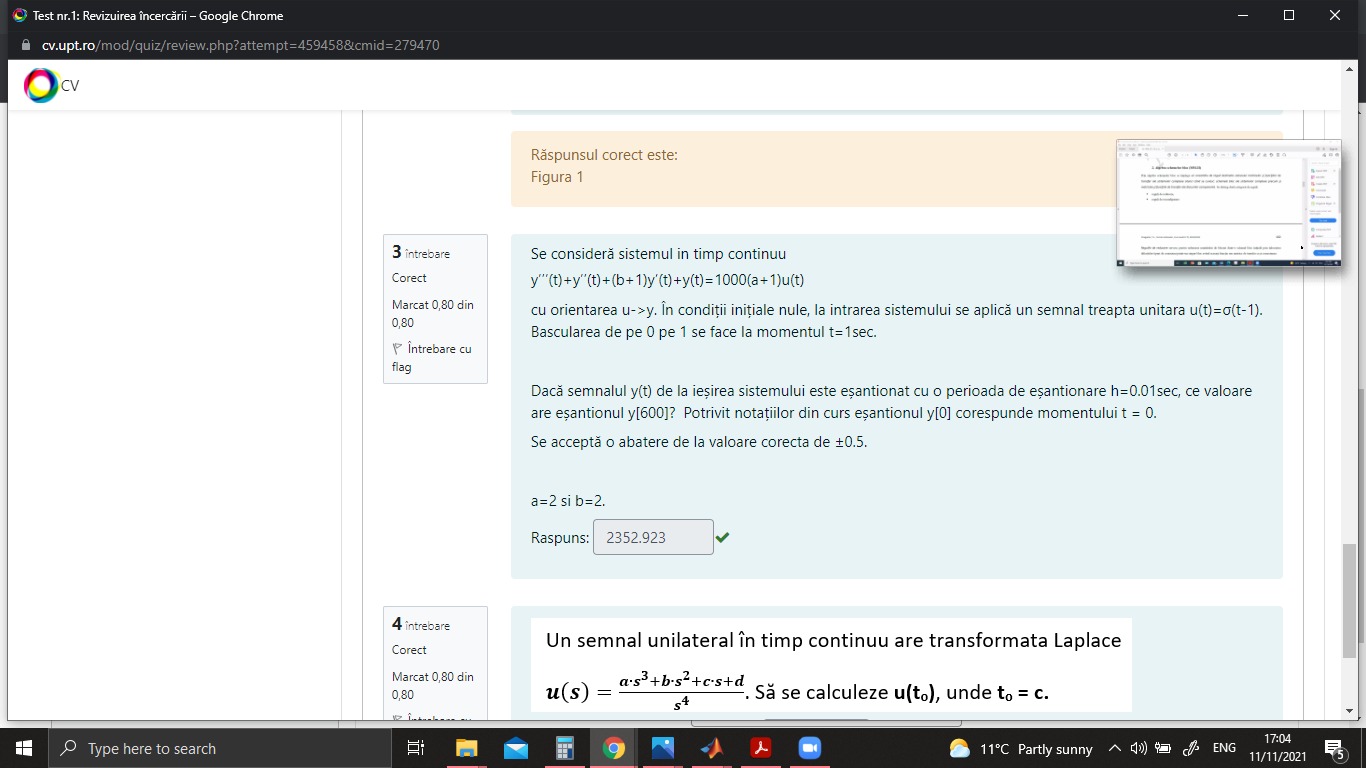 Test nr.1: Revizuirea încercării – Google Chrome
cv.upt.ro/mod/quiz/review.php?attempt=459458&cmid=279470
CV
Răspunsul corect este:
Figura 1
3 întrebare
Corect
Marcat 0,80 din
0,80
Întrebare cu
flag
Se consideră sistemul in timp continuu
y´´´(t)+y´´(t)+(b+1)y´(t)+y(t)=1000(a+1)u(t)
cu orientarea u->y. În condiții inițiale nule, la intrarea sistemului se aplică un semnal treapta unitara u(t)=σ(t-1).
Bascularea de pe 0 pe 1 se face la momentul t=1sec.
Dacă semnalul y(t) de la ieșirea sistemului este eșantionat cu o perioada de eșantionare h=0.01sec, ce valoare
are eșantionul y[600]? Potrivit notațiilor din curs eșantionul y[0] corespunde momentului t = 0.
Se acceptă o abatere de la valoare corecta de ±0.5.
a=2 si b=2.
Raspuns: 2352.923
4 întrebare
Corect
Marcat 0,80 din
0,80
Întrebare cu
Un semnal unilateral în timp continuu are transformata Laplace
u(s) = (a·s³+b·s²+c·s+d)/s⁴. Să se calculeze u(t₀), unde t₀ = c.
Type here to search
11°C Partly sunny
ENG
17:04
11/11/2021
5